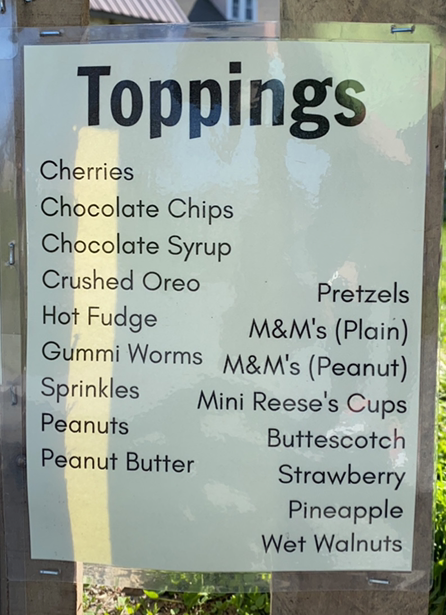 Toppings
Cherries
Chocolate Chips
Chocolate Syrup
Crushed Oreo
Hot Fudge
Gummi Worms
Sprinkles
Peanuts
Peanut Butter
Pretzels
M&M's (Plain)
M&M's (Peanut)
Mini Reese's Cups
Buttescotch
Strawberry
Pineapple
Wet Walnuts